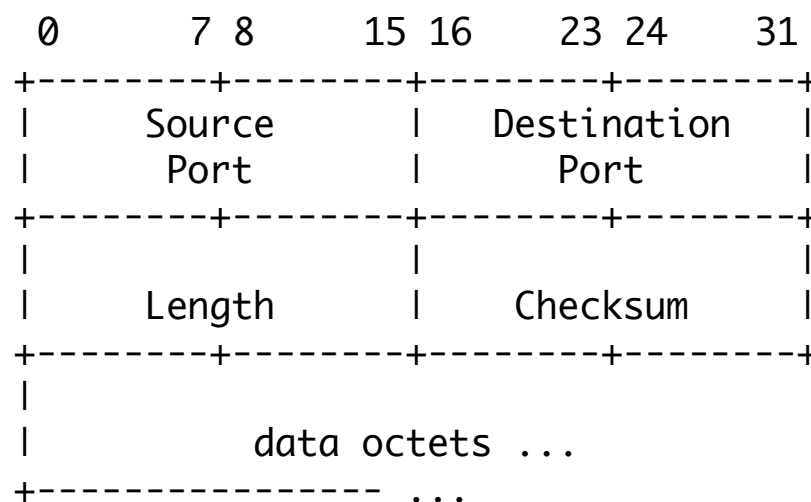 0      7 8     15 16    23 24    31
+--------+--------+--------+--------+
|     Source      |   Destination   |
|      Port       |      Port       |
+--------+--------+--------+--------+
|                 |                 |
|     Length      |    Checksum     |
+--------+--------+--------+--------+
|
|          data octets ...
+---------------- ...